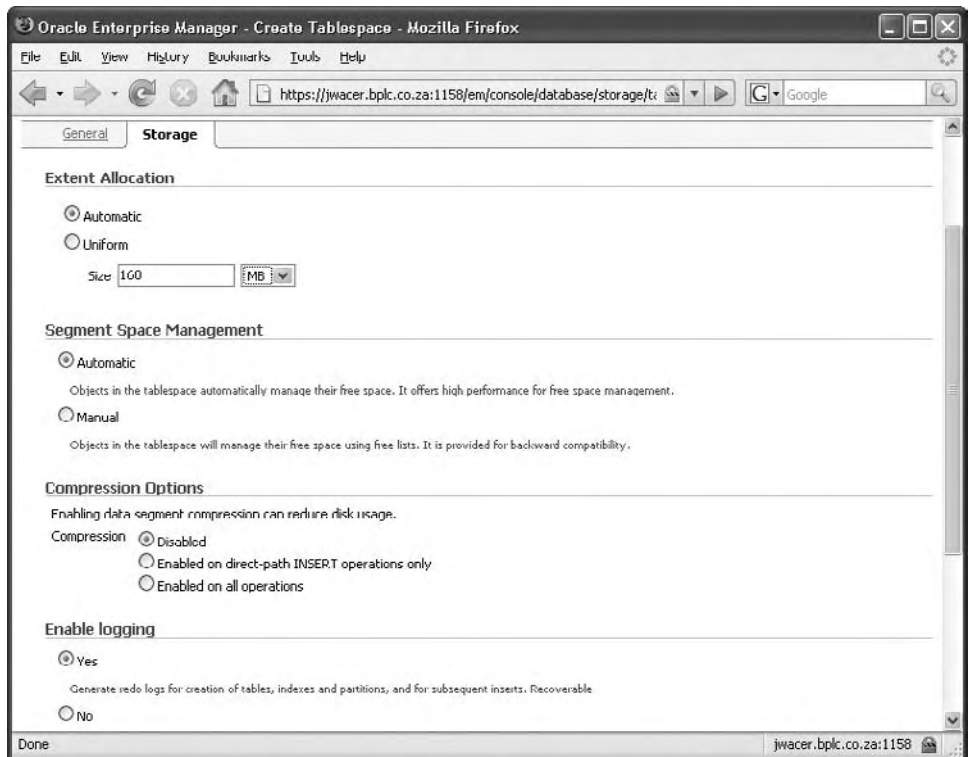 Oracle Enterprise Manager - Create Tablespace - Mozilla Firefox
File Edit View History Bookmarks Tools Help
https://jwacer.bplc.co.za:1158/em/console/database/storage/ta
G Google
General Storage
Extent Allocation
Automatic
Uniform
Size 160 MB
Segment Space Management
Automatic
Objects in the tablespace automatically manage their free space. It offers high performance for free space management.
Manual
Objects in the tablespace will manage their free space using free lists. It is provided for backward compatibility.
Compression Options
Enabling data segment compression can reduce disk usage.
Compression Disabled
Enabled on direct-path INSERT operations only
Enabled on all operations
Enable logging
Yes
Generate redo logs for creation of tables, indexes and partitions, and for subsequent inserts. Recoverable
No
Done jwacer.bplc.co.za:1158